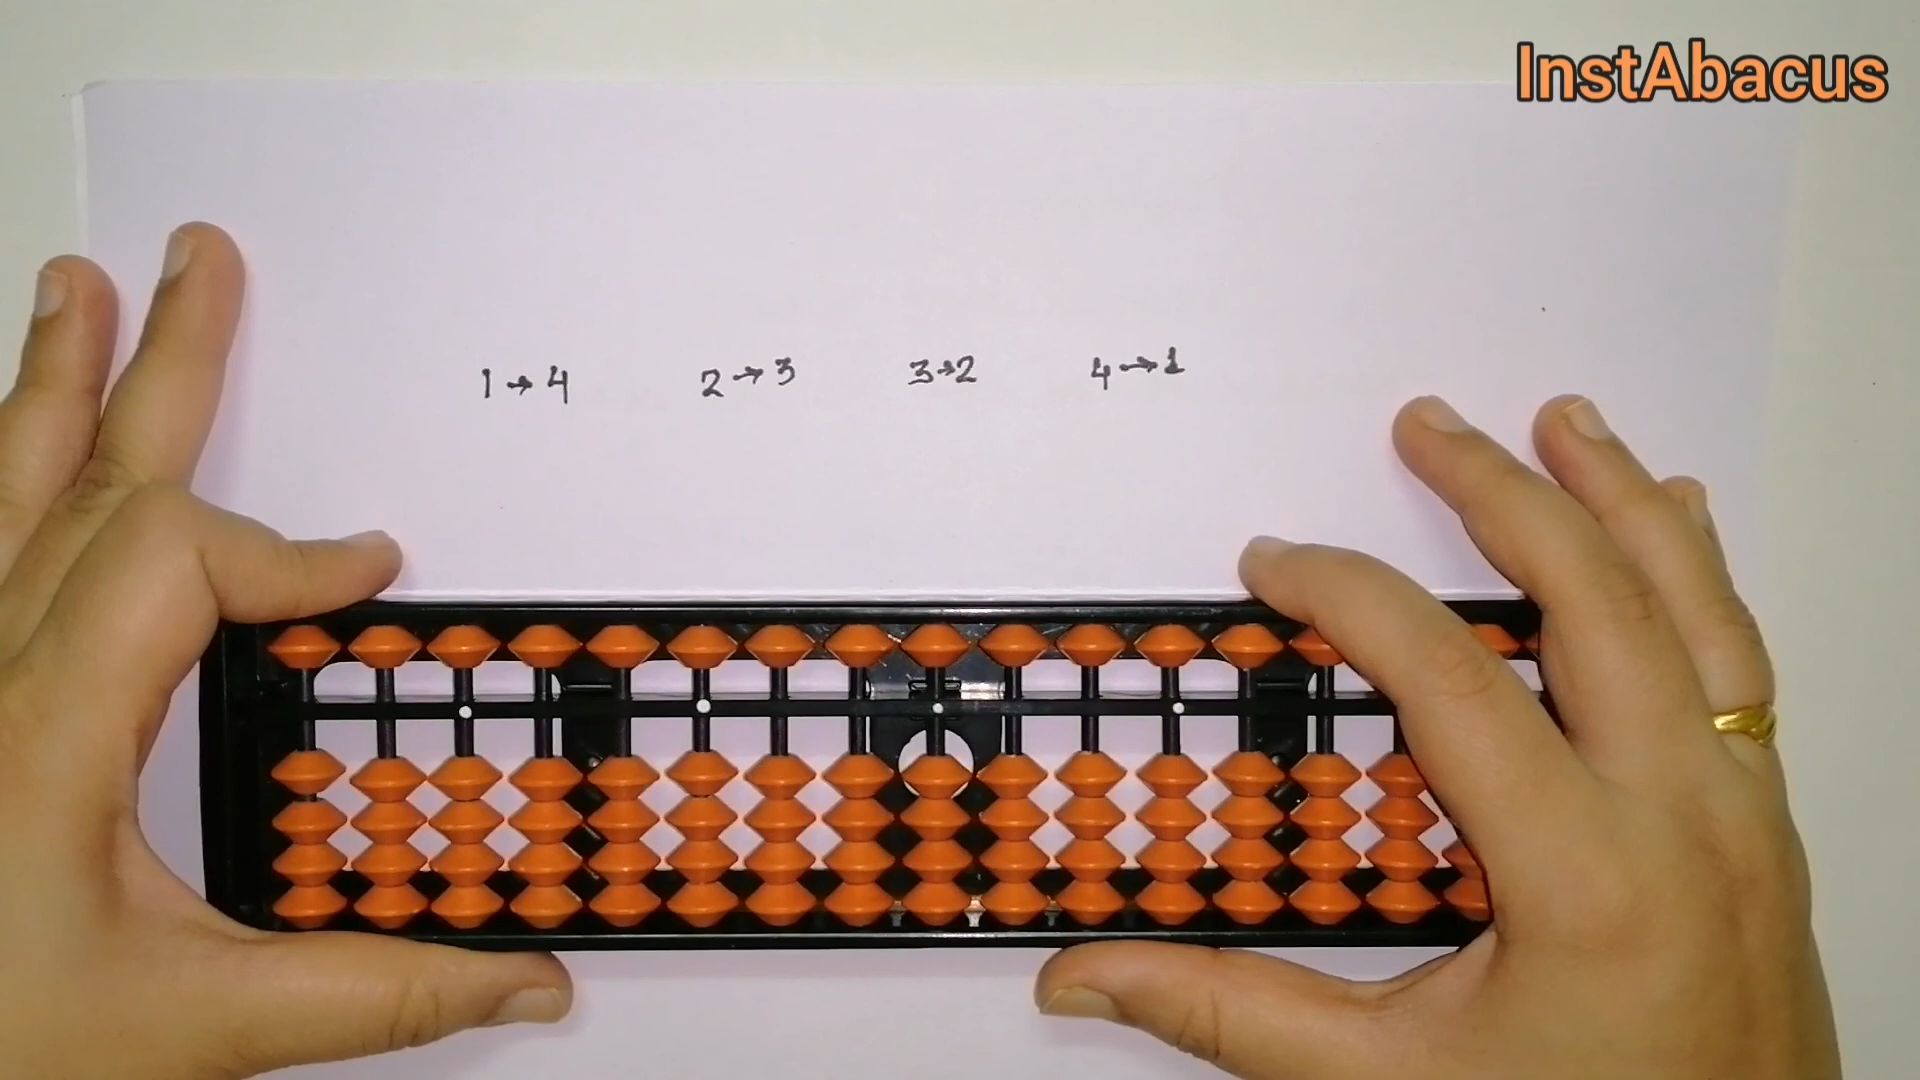 InstAbacus
1 → 4 2 → 3 3 → 2 4 → 1